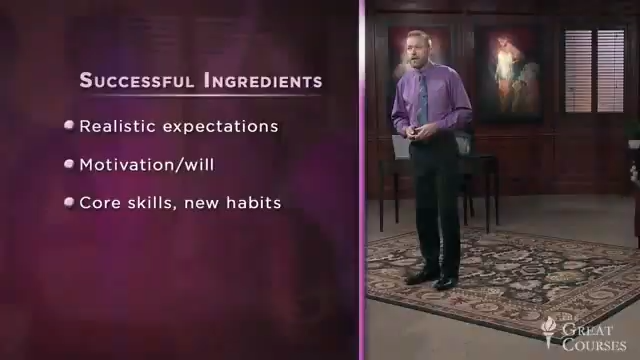 SUCCESSFUL INGREDIENTS
Realistic expectations
Motivation/will
Core skills, new habits
THE
GREAT
COURSES